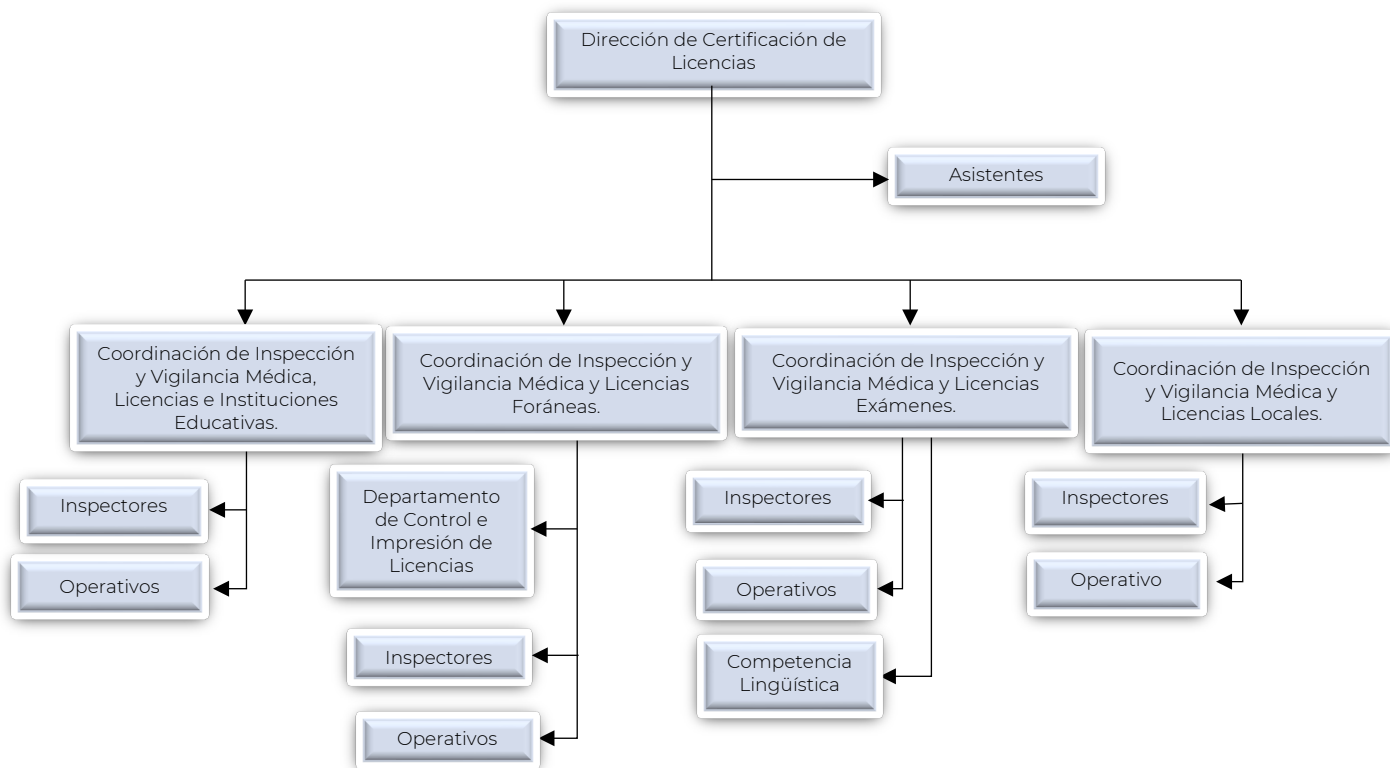 Dirección de Certificación de
Licencias
Asistentes
Coordinación de Inspección
y Vigilancia Médica,
Licencias e Instituciones
Educativas.
Coordinación de Inspección y
Vigilancia Médica y Licencias
Foráneas.
Coordinación de Inspección y
Vigilancia Médica y Licencias
Exámenes.
Coordinación de Inspección
y Vigilancia Médica y
Licencias Locales.
Inspectores
Operativos
Departamento
de Control e
Impresión de
Licencias
Inspectores
Operativos
Inspectores
Operativos
Competencia
Lingüística
Inspectores
Operativo